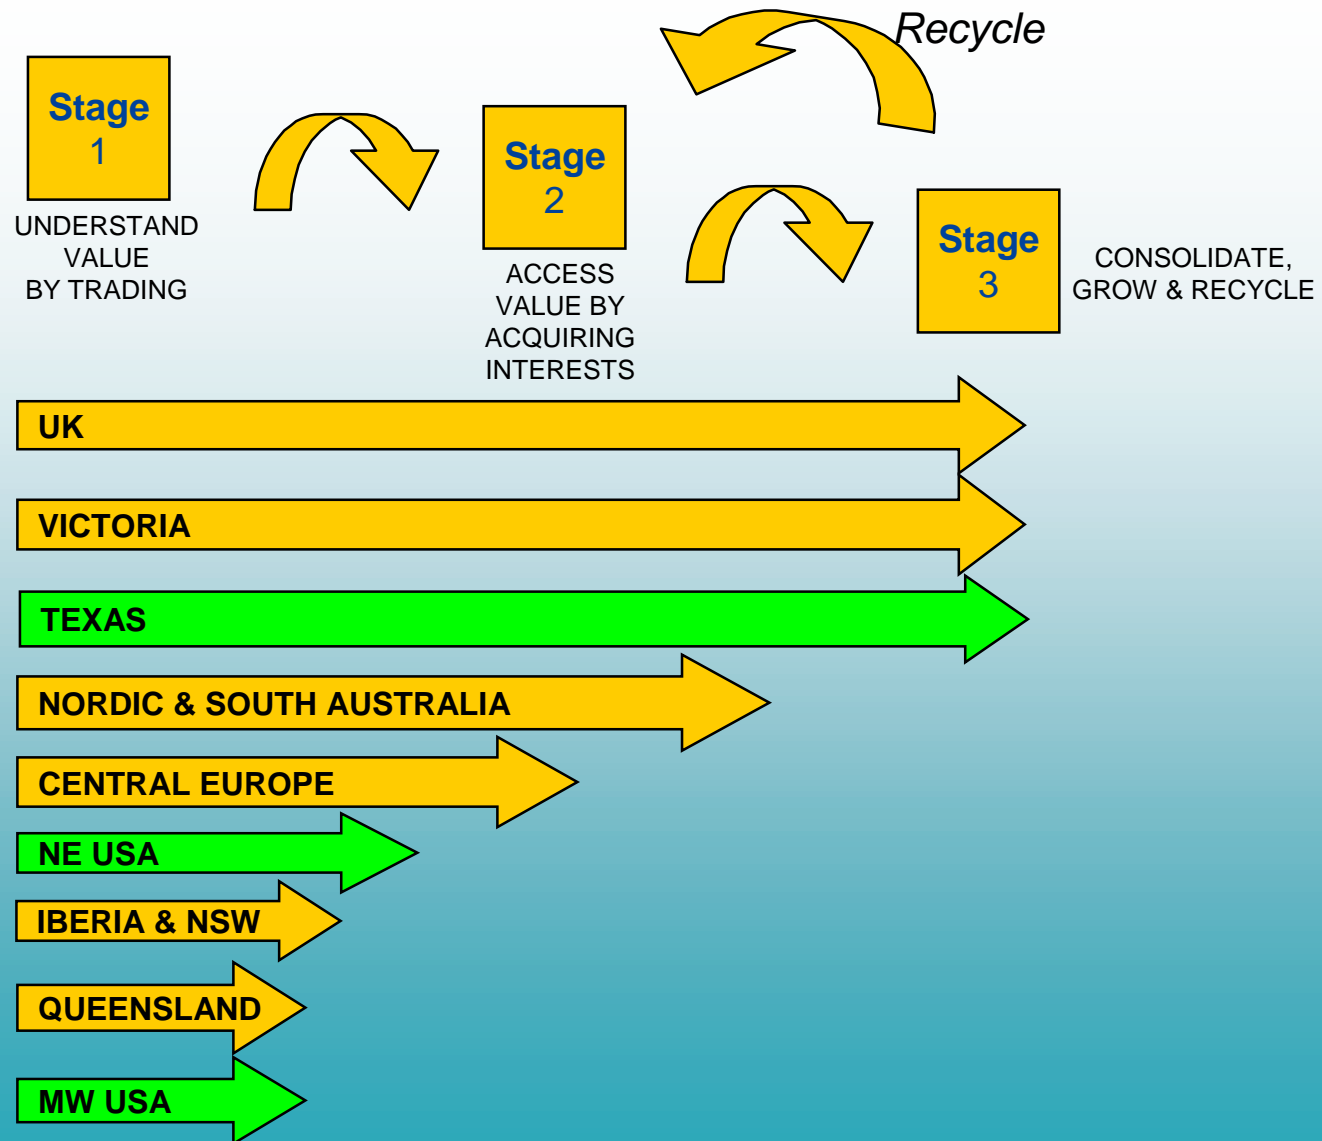 Recycle
Stage
1
UNDERSTAND
VALUE
BY TRADING
Stage
2
ACCESS
VALUE BY
ACQUIRING
INTERESTS
Stage
3
CONSOLIDATE,
GROW & RECYCLE
UK
VICTORIA
TEXAS
NORDIC & SOUTH AUSTRALIA
CENTRAL EUROPE
NE USA
IBERIA & NSW
QUEENSLAND
MW USA